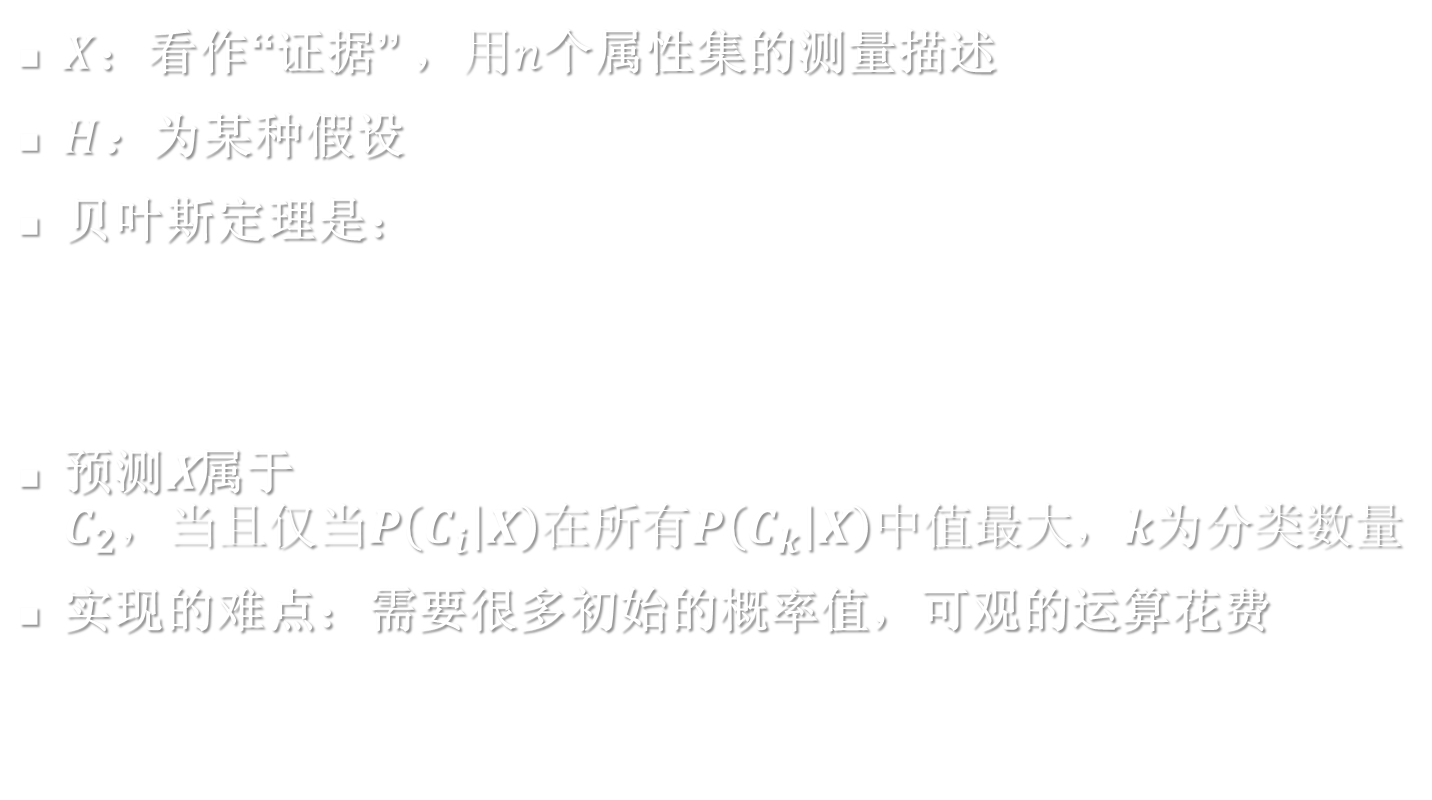 ▪ X：看作“证据”，用n个属性集的测量描述
▪ H：为某种假设
▪ 贝叶斯定理是：
▪ 预测X属于
C₂，当且仅当P(Cᵢ|X)在所有P(Cₖ|X)中值最大，k为分类数量
▪ 实现的难点：需要很多初始的概率值，可观的运算花费